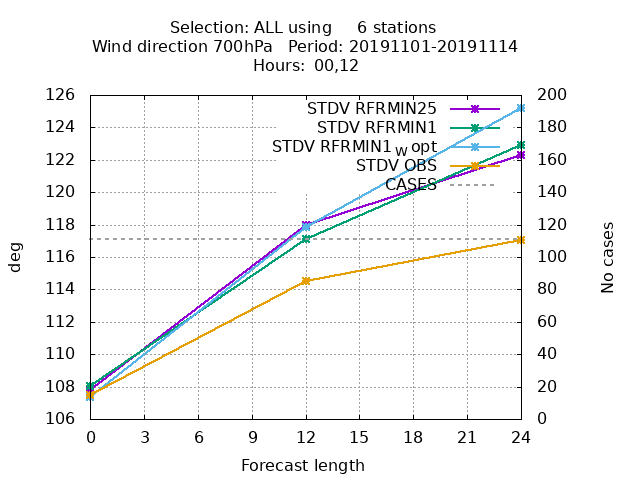 Selection: ALL using     6 stations
Wind direction 700hPa   Period: 20191101-20191114
Hours: 00,12
126 200
STDV RFRMIN25
124 STDV RFRMIN1 180
STDV RFRMIN1 W opt
122 STDV OBS 160
120 CASES 140
118 120
116 100
114 80
112 60
110 40
108 20
106 0
deg
No cases
0 3 6 9 12 15 18 21 24
Forecast length